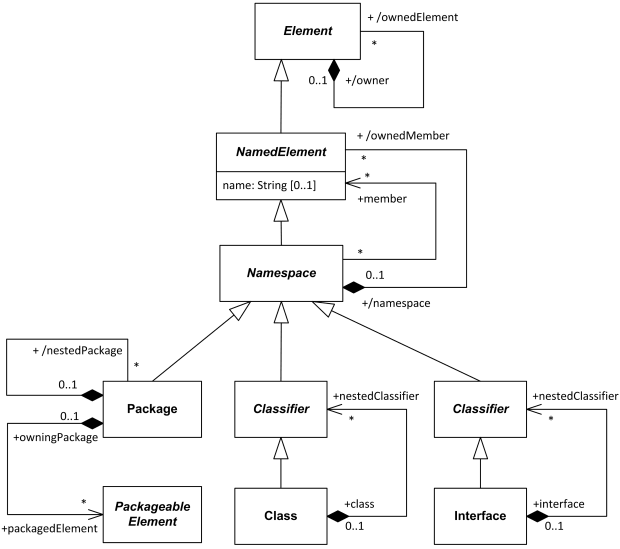 + /ownedElement
Element
*
0..1
+/owner
+ /ownedMember
NamedElement
*
*
name: String [0..1]
+member
*
Namespace
0..1
+/namespace
+ /nestedPackage
*
0..1
+nestedClassifier
+nestedClassifier
Package
Classifier
Classifier
0..1
*
*
+owningPackage
*
Packageable
Element
+packagedElement
+class
Class
0..1
+interface
Interface
0..1